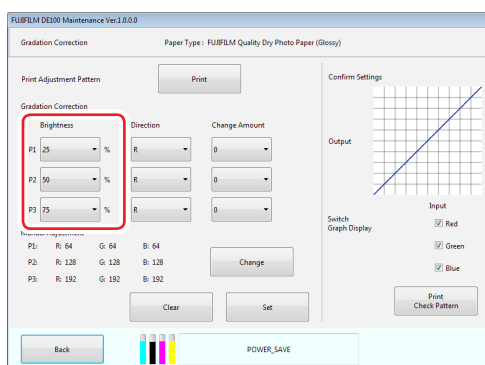 FUJIFILM DE100 Maintenance Ver.1.0.0.0
Gradation Correction
Paper Type : FUJIFILM Quality Dry Photo Paper (Glossy)
Print Adjustment Pattern
Print
Confirm Settings
Gradation Correction
Brightness
Direction
Change Amount
P1 25 % R 0
Output
P2 50 % R 0
P3 75 % R 0
Input
Switch
Graph Display
Red
Manual Adjustment
P1: R: 64 G: 64 B: 64
Green
P2: R: 128 G: 128 B: 128
Change
Blue
P3: R: 192 G: 192 B: 192
Print
Check Pattern
Clear
Set
Back
POWER_SAVE